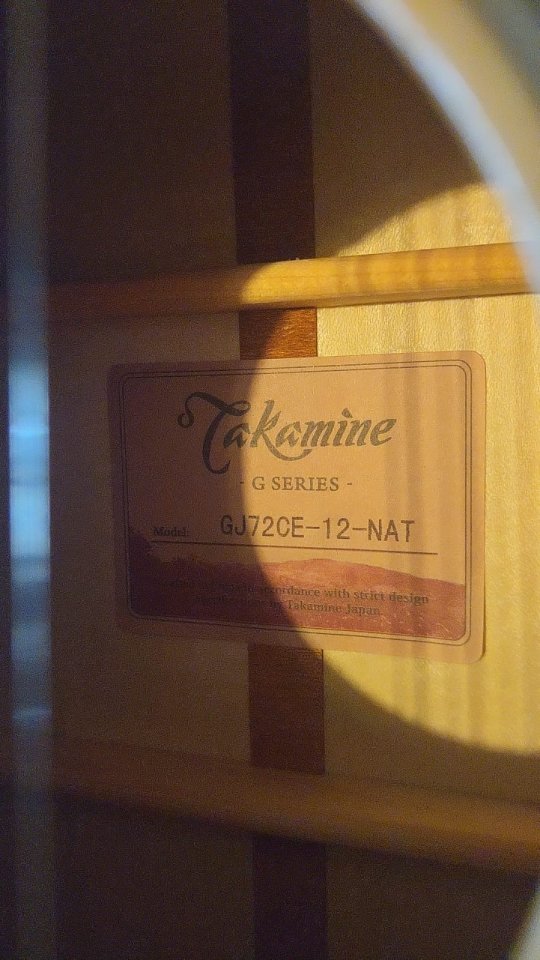 Takamine
- G SERIES -
Model: GJ72CE-12-NAT
accordance with strict design
Takamine Japan.